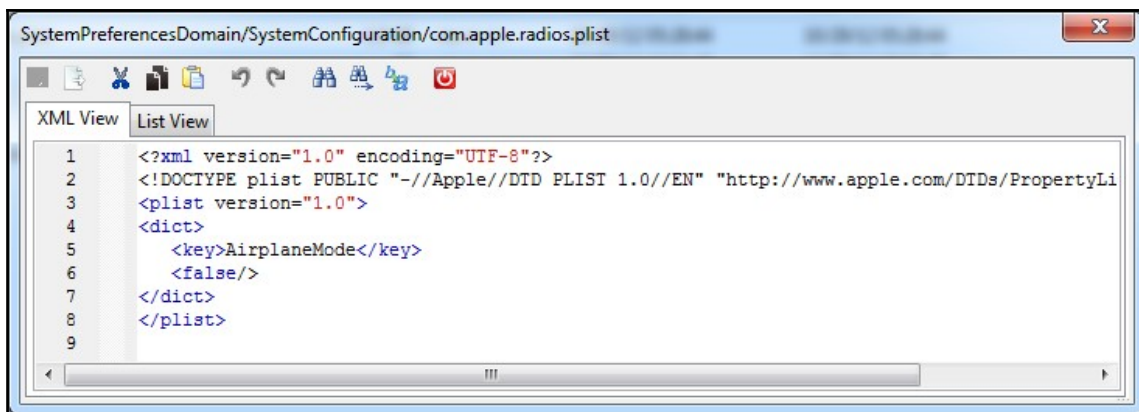 SystemPreferencesDomain/SystemConfiguration/com.apple.radios.plist
XML View List View
1 <?xml version="1.0" encoding="UTF-8"?>
2 <!DOCTYPE plist PUBLIC "-//Apple//DTD PLIST 1.0//EN" "http://www.apple.com/DTDs/PropertyLi
3 <plist version="1.0">
4 <dict>
5 <key>AirplaneMode</key>
6 <false/>
7 </dict>
8 </plist>
9